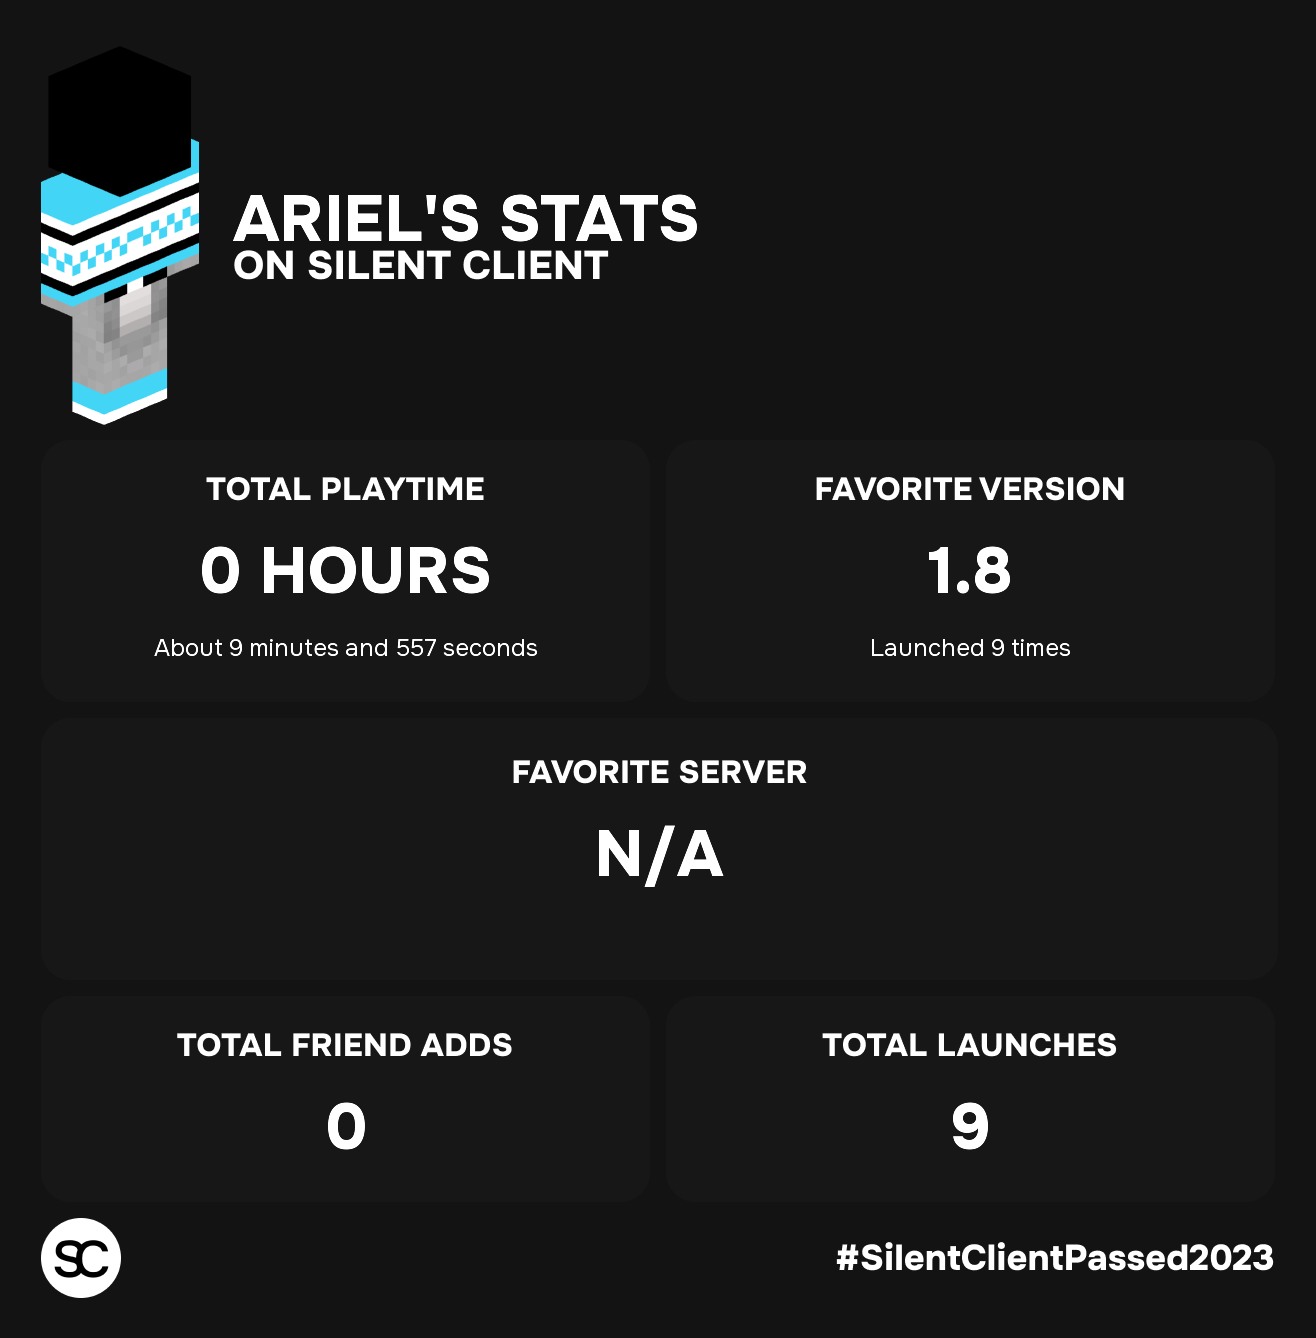 ARIEL'S STATS
ON SILENT CLIENT
TOTAL PLAYTIME
0 HOURS
About 9 minutes and 557 seconds
FAVORITE VERSION
1.8
Launched 9 times
FAVORITE SERVER
N/A
TOTAL FRIEND ADDS
0
TOTAL LAUNCHES
9
SC
#SilentClientPassed2023